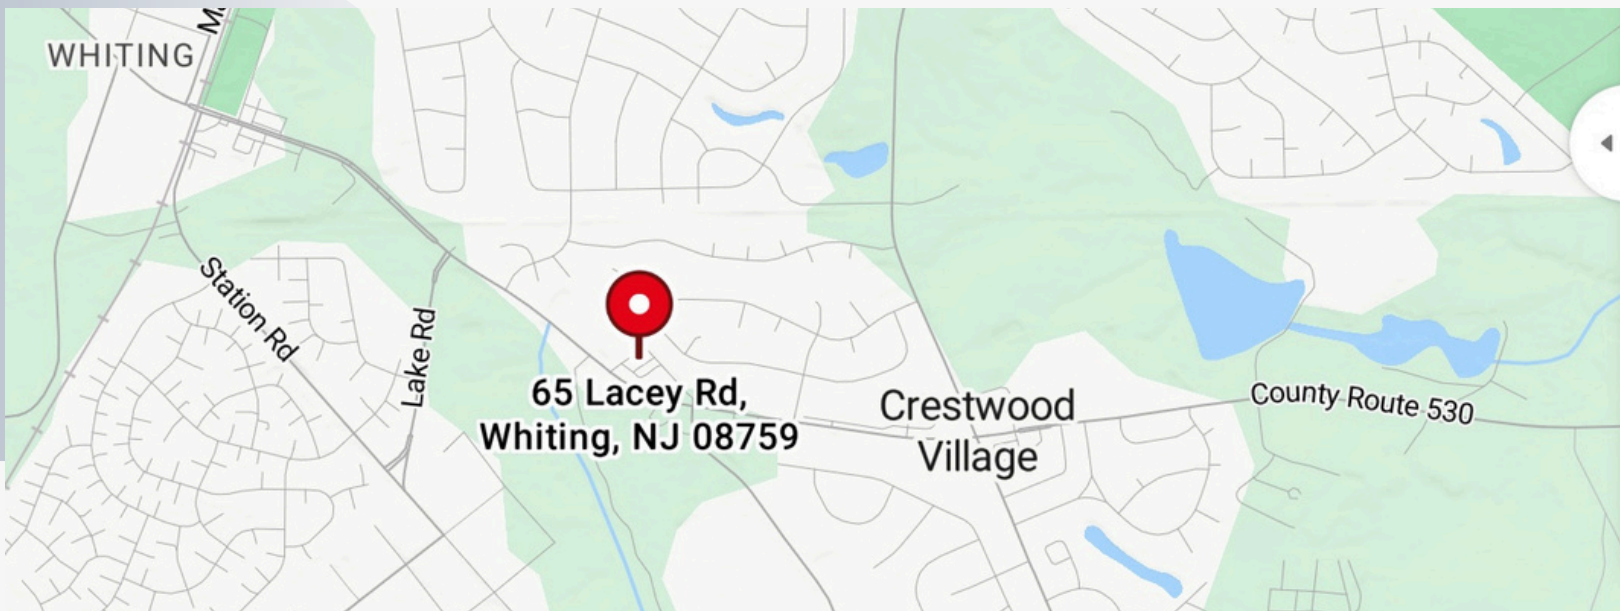 WHITING
Station Rd
Lake Rd
65 Lacey Rd,
Whiting, NJ 08759
Crestwood
Village
County Route 530